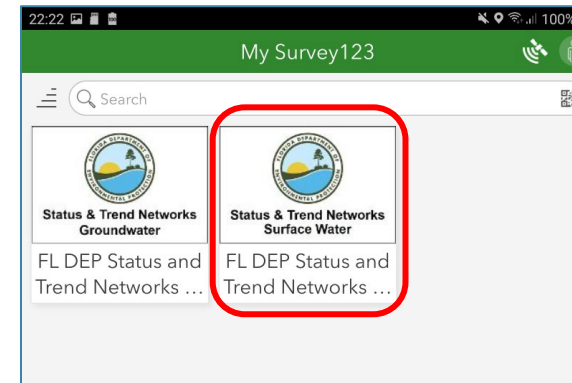 22:22 100%
My Survey123
Search
Status & Trend Networks
Groundwater
FL DEP Status and
Trend Networks ...
Status & Trend Networks
Surface Water
FL DEP Status and
Trend Networks ...